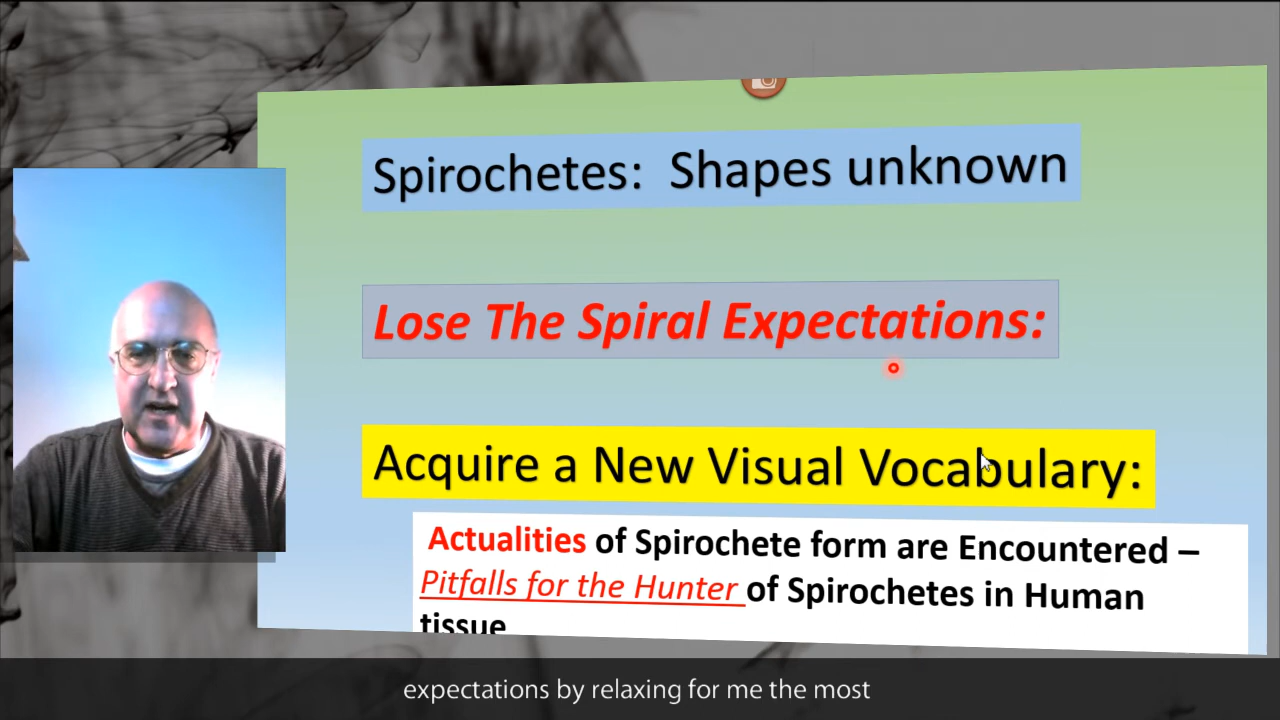 Spirochetes: Shapes unknown
Lose The Spiral Expectations:
Acquire a New Visual Vocabulary:
Actualities of Spirochete form are Encountered –
Pitfalls for the Hunter of Spirochetes in Human
tissue
expectations by relaxing for me the most